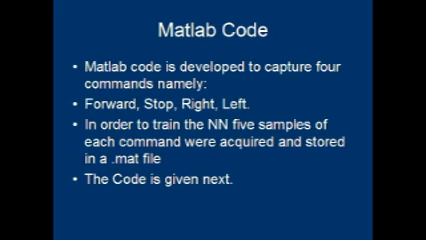 Matlab Code
• Matlab code is developed to capture four
commands namely:
• Forward, Stop, Right, Left.
• In order to train the NN five samples of
each command were acquired and stored
in a .mat file
• The Code is given next.